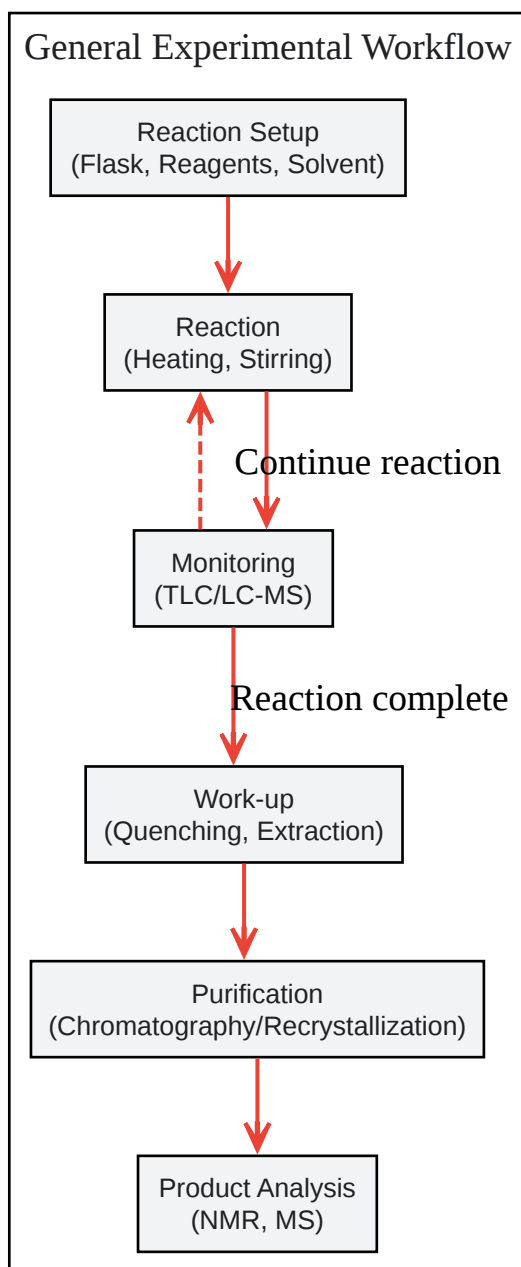 General Experimental Workflow
Reaction Setup
(Flask, Reagents, Solvent)
Reaction
(Heating, Stirring)
Continue reaction
Monitoring
(TLC/LC-MS)
Reaction complete
Work-up
(Quenching, Extraction)
Purification
(Chromatography/Recrystallization)
Product Analysis
(NMR, MS)